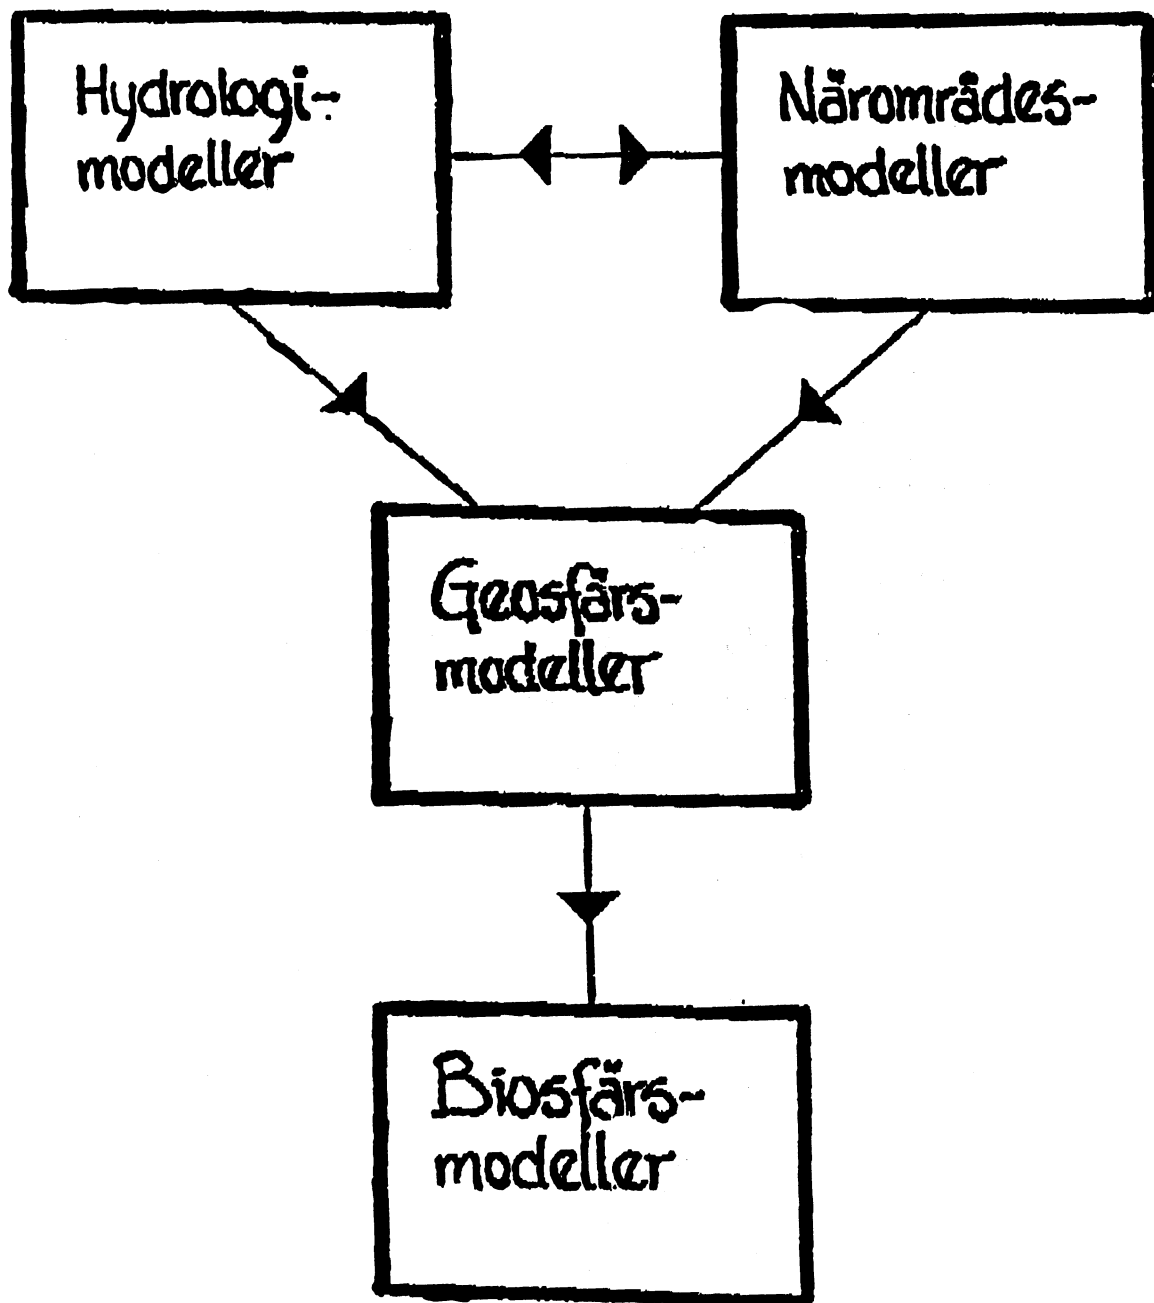 Hydrologi-
modeller
Närområdes-
modeller
Geosfärs-
modeller
Biosfärs-
modeller